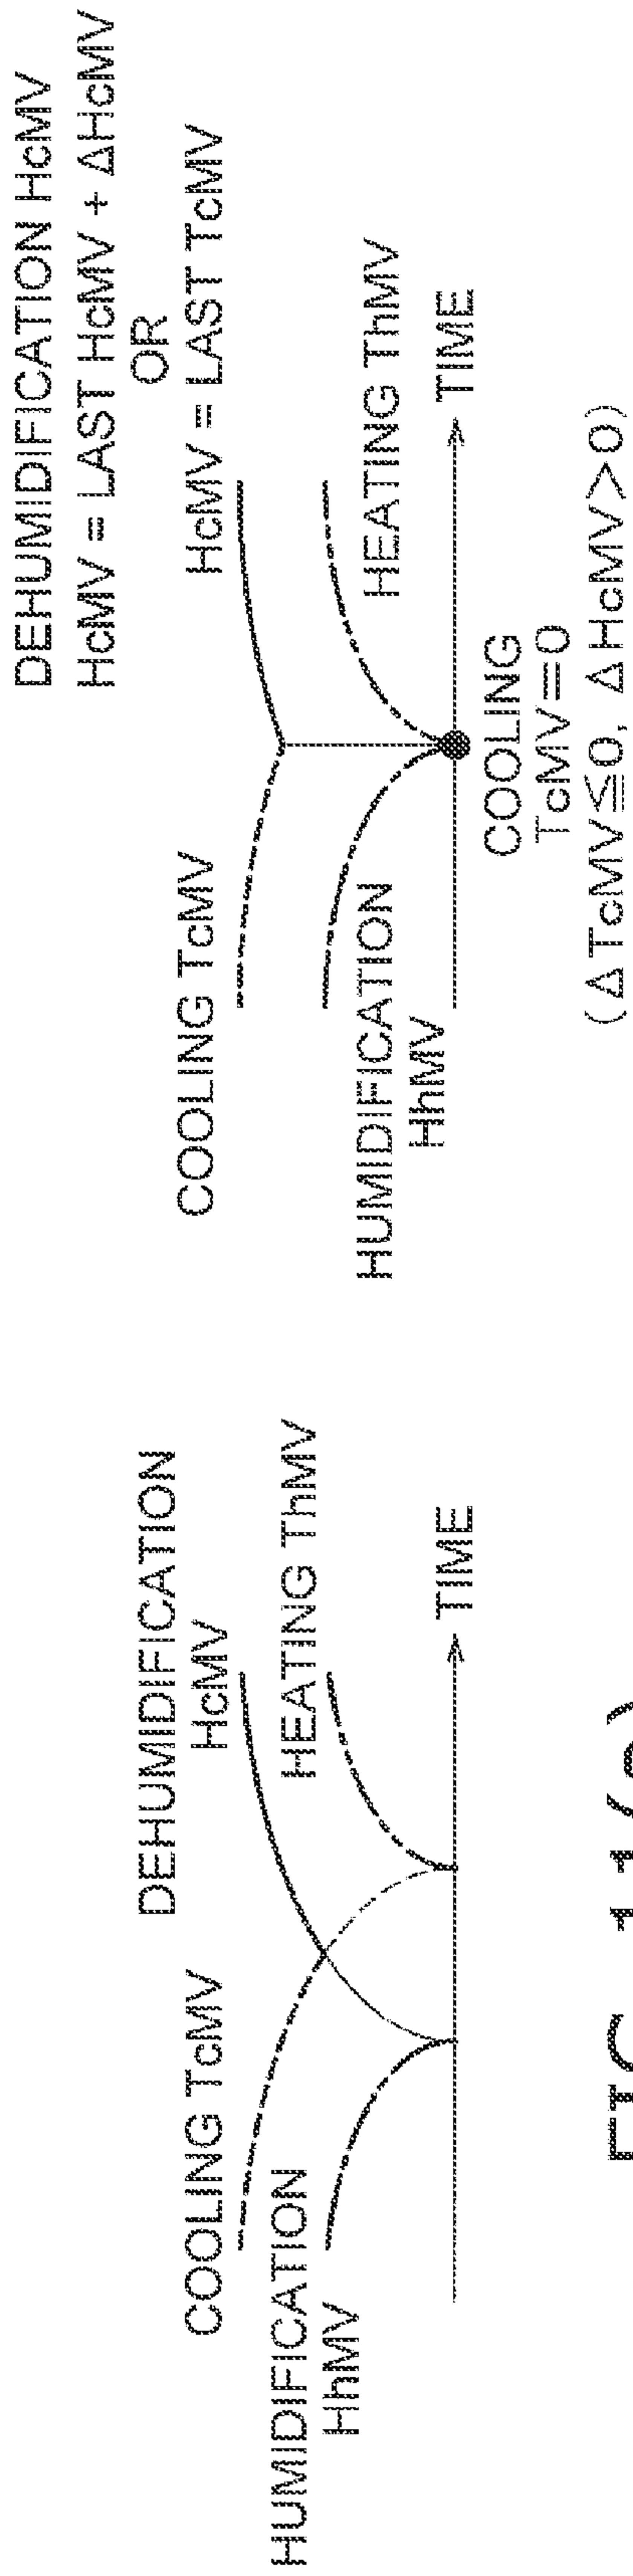 DEHUMIDIFICATION
HcMV
COOLING TcMV
HEATING ThMV
HUMIDIFICATION
HhMV
TIME
DEHUMIDIFICATION HcMV
HcMV = LAST HcMV + ΔHcMV
OR
HcMV = LAST TcMV
COOLING TcMV
HEATING ThMV
HUMIDIFICATION
HhMV
TIME
COOLING
TcMV=0
(ΔTcMV≦0, ΔHcMV>0)